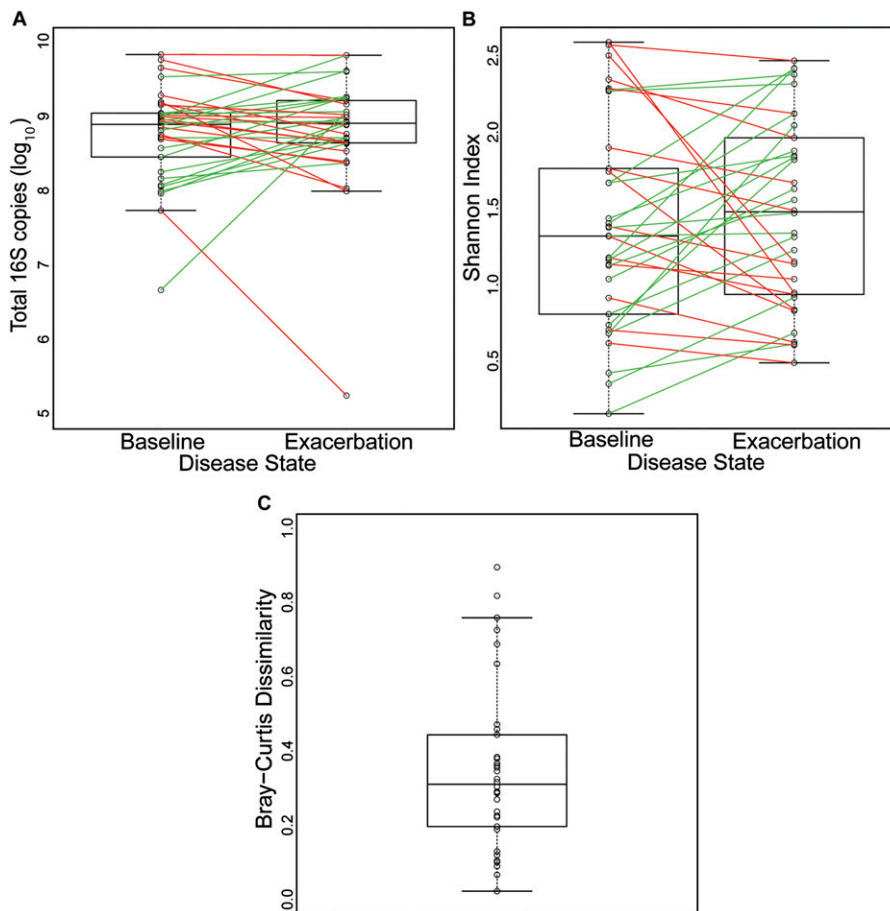 A
Total 16S copies (log10)
10
9
8
7
6
5
Baseline
Exacerbation
Disease State
B
Shannon Index
2.5
2.0
1.5
1.0
0.5
Baseline
Exacerbation
Disease State
C
Bray-Curtis Dissimilarity
1.0
0.8
0.6
0.4
0.2
0.0